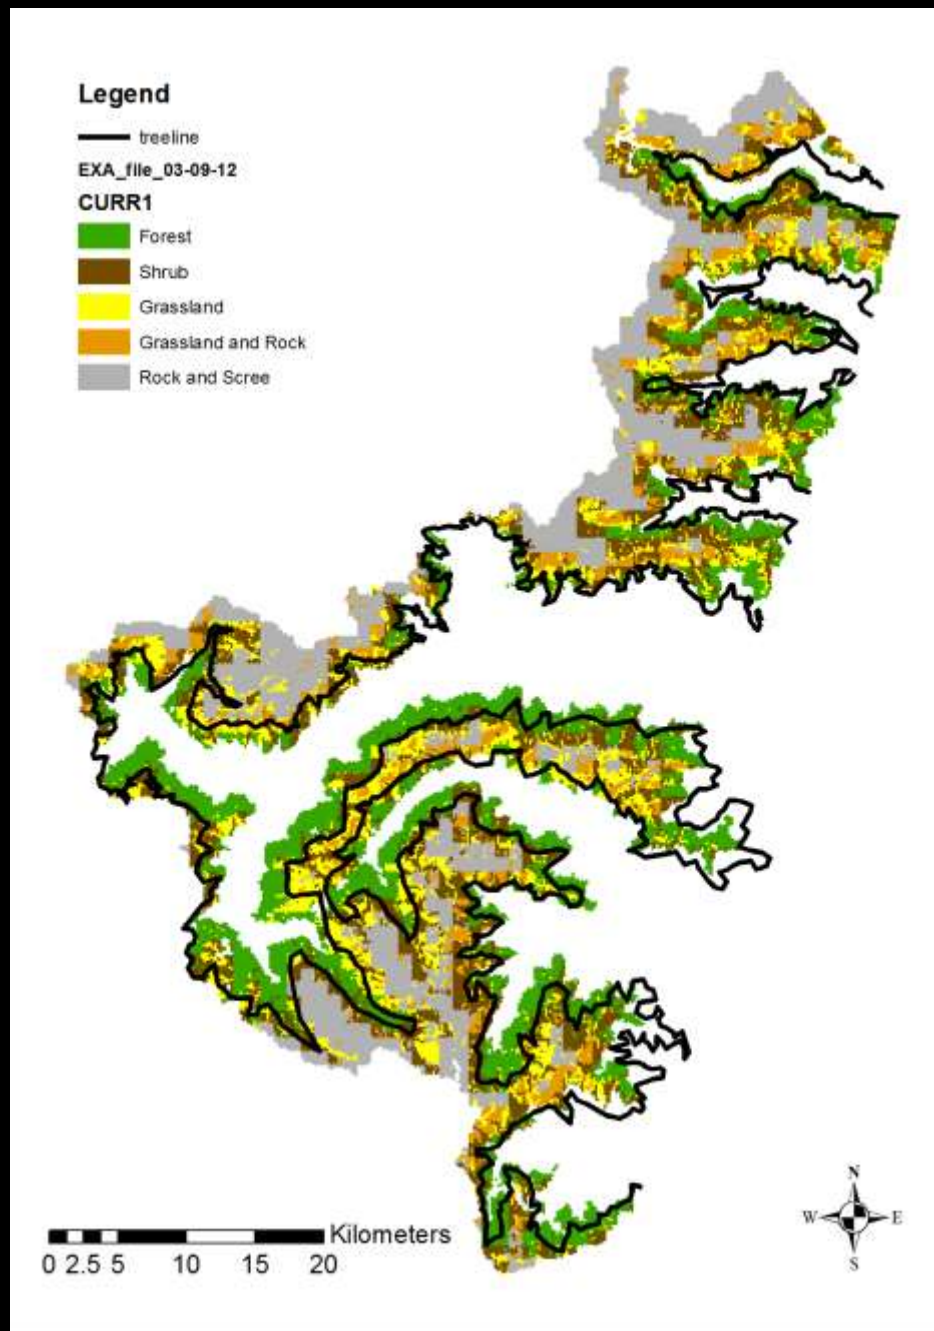 Legend
treeline
EXA_file_03-09-12
CURR1
Forest
Shrub
Grassland
Grassland and Rock
Rock and Scree
Kilometers
0 2.5 5 10 15 20
N
W E
S